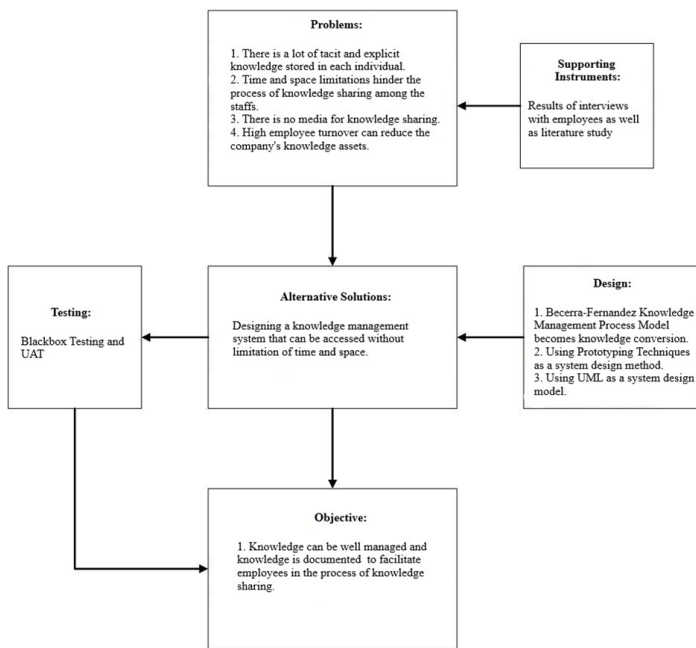 Problems:
1. There is a lot of tacit and explicit
knowledge stored in each individual.
2. Time and space limitations hinder the
process of knowledge sharing among the
staffs.
3. There is no media for knowledge sharing.
4. High employee turnover can reduce the
company's knowledge assets.
Supporting
Instruments:
Results of interviews
with employees as well
as literature study
Testing:
Blackbox Testing and
UAT
Alternative Solutions:
Designing a knowledge management
system that can be accessed without
limitation of time and space.
Design:
1. Becerra-Fernandez Knowledge
Management Process Model
becomes knowledge conversion.
2. Using Prototyping Techniques
as a system design method.
3. Using UML as a system design
model.
Objective:
1. Knowledge can be well managed and
knowledge is documented to facilitate
employees in the process of knowledge
sharing.